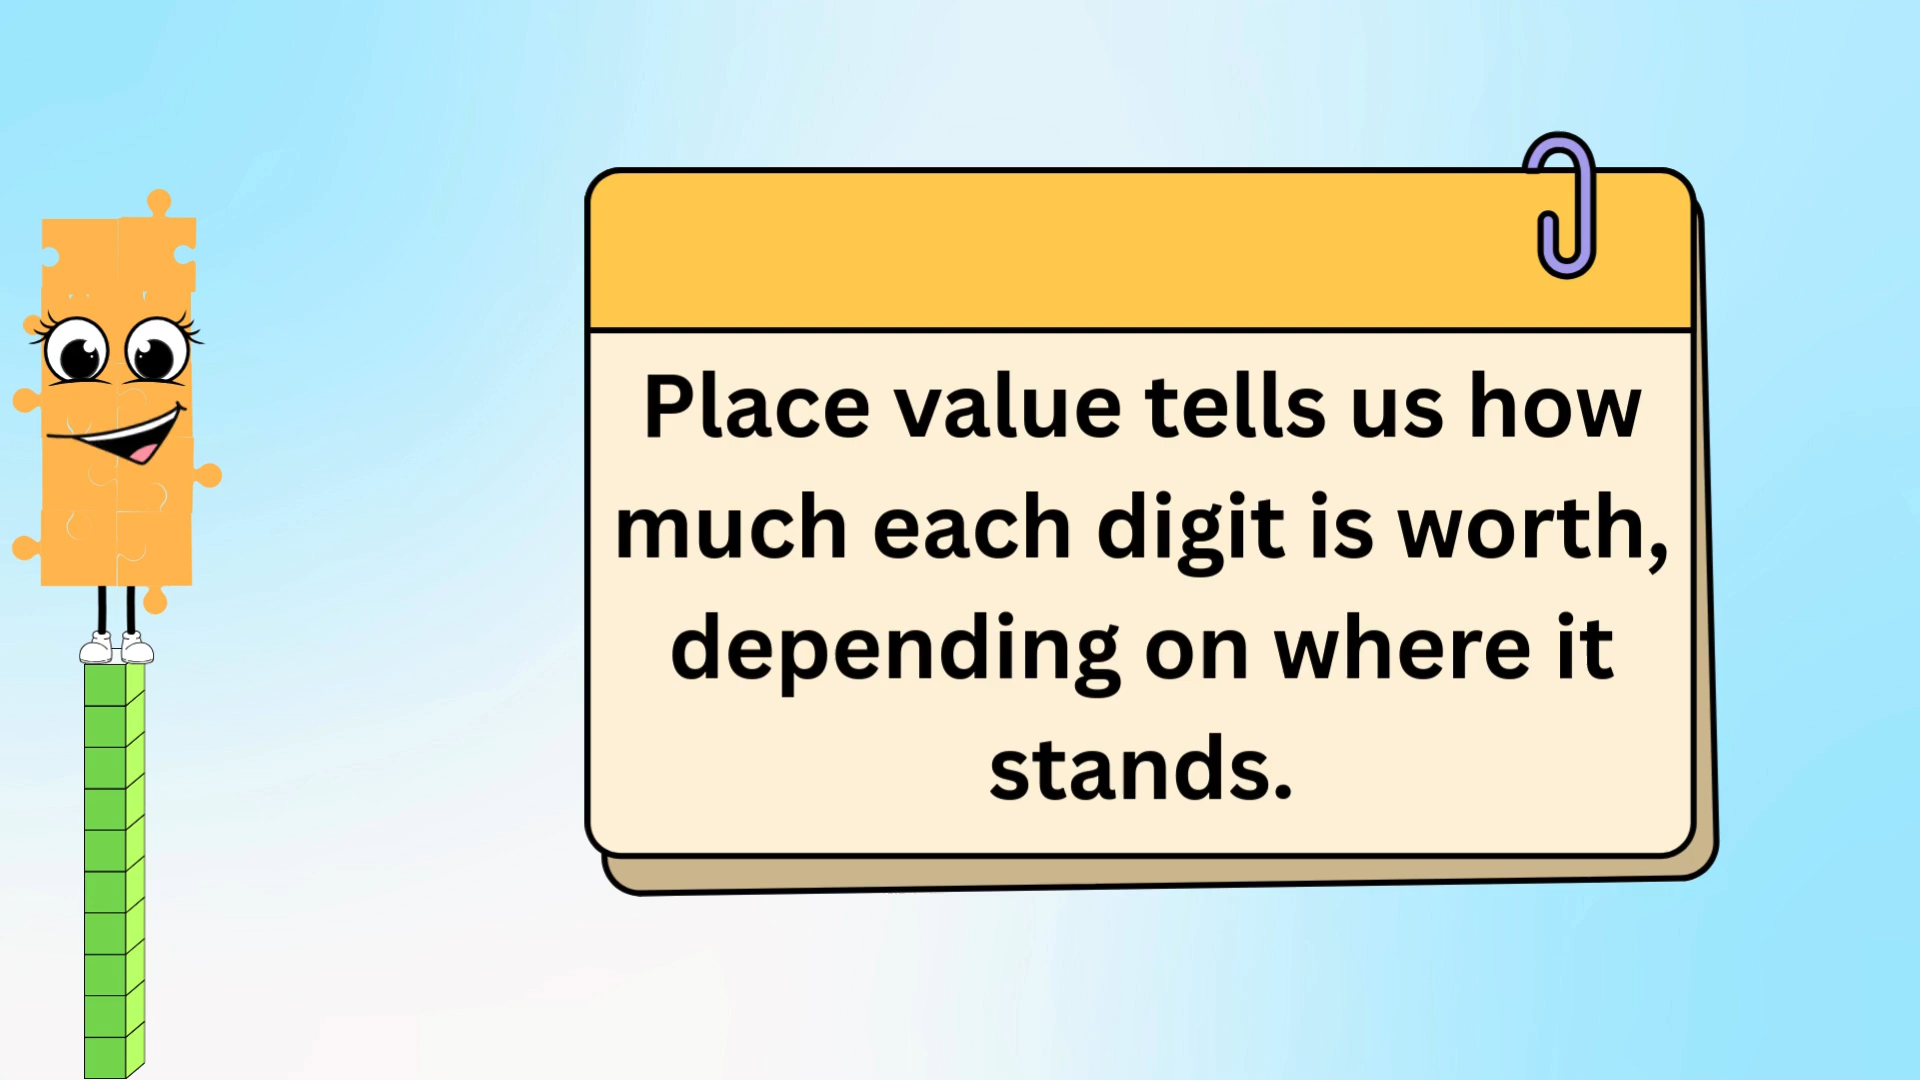 Place value tells us how
much each digit is worth,
depending on where it
stands.